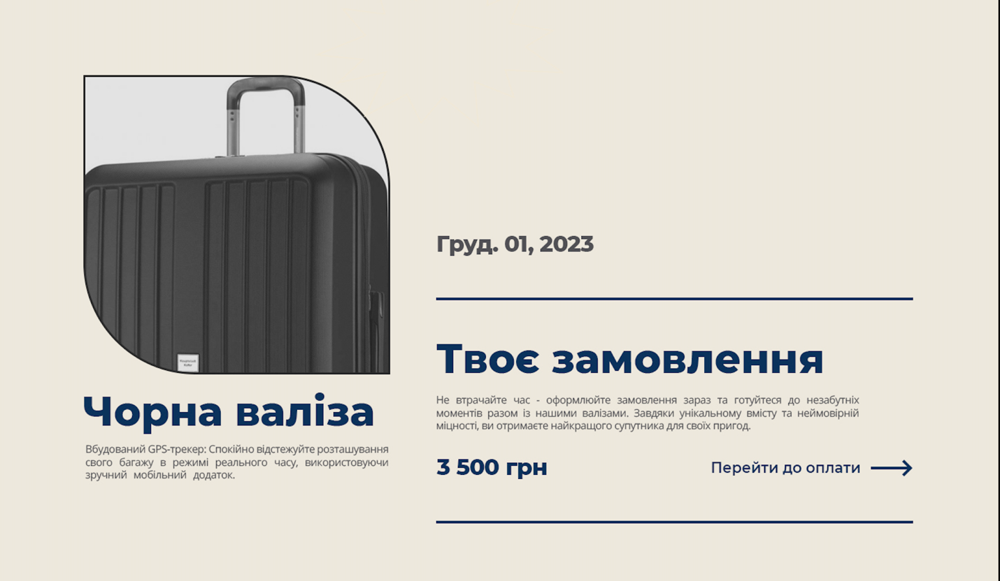 Чорна валіза
Вбудований GPS-трекер: Спокійно відстежуйте розташування
свого багажу в режимі реального часу, використовуючи
зручний мобільний додаток.
Груд. 01, 2023
Твоє замовлення
Не втрачайте час - оформлюйте замовлення зараз та готуйтеся до незабутніх
моментів разом із нашими валізами. Завдяки унікальному вмісту та неймовірній
міцності, ви отримаєте найкращого супутника для своїх пригод.
3 500 грн
Перейти до оплати